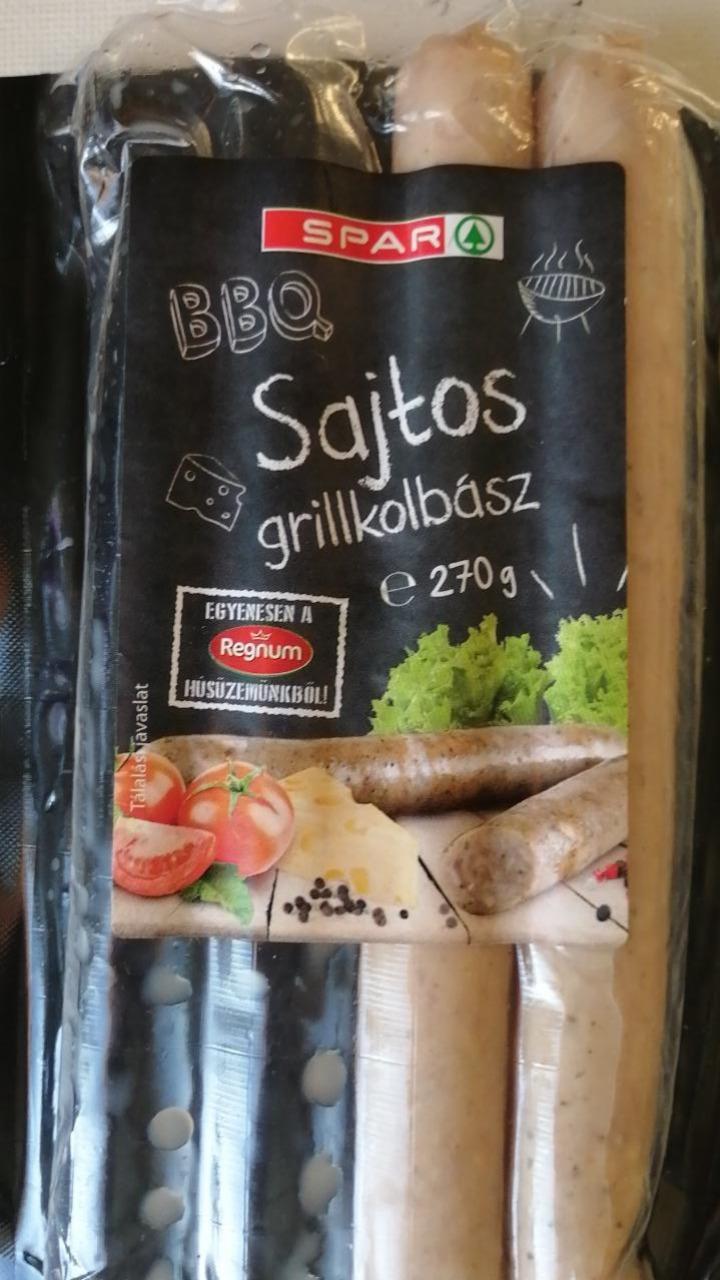 SPAR
BBQ
Sajtos
grillkolbász
℮ 270 g
EGYENESEN A
Regnum
HÚSÜZEMÜNKBŐL!
Tálalási javaslat